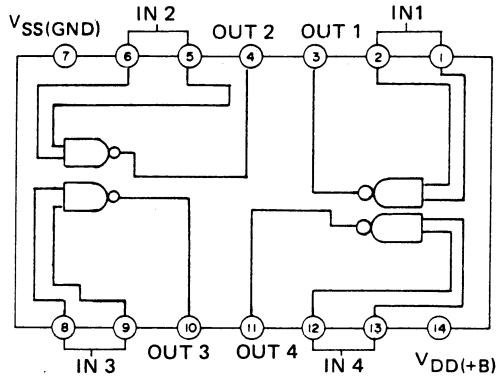 VSS(GND) IN 2 OUT 2 OUT 1 IN1
7 6 5 4 3 2 1
8 9 10 11 12 13 14
IN 3 OUT 3 OUT 4 IN 4 VDD(+B)